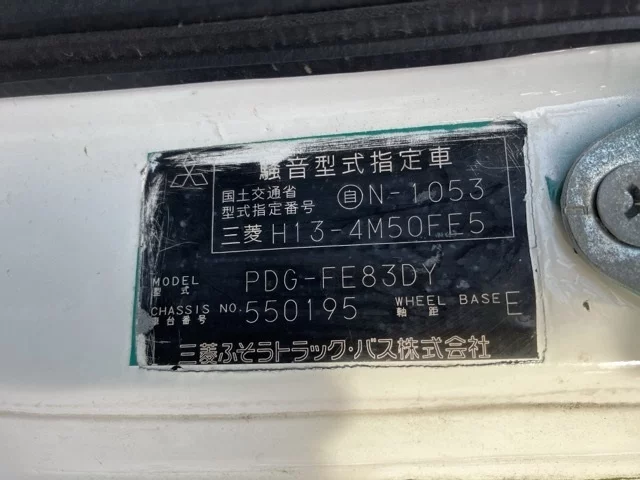 騒音型式指定車
国土交通省
型式指定番号 自N-1053
三菱 H13-4M50FE5
MODEL
型式 PDG-FE83DY
CHASSIS NO.
車台番号 550195 WHEEL BASE
軸距 E
三菱ふそうトラック・バス株式会社